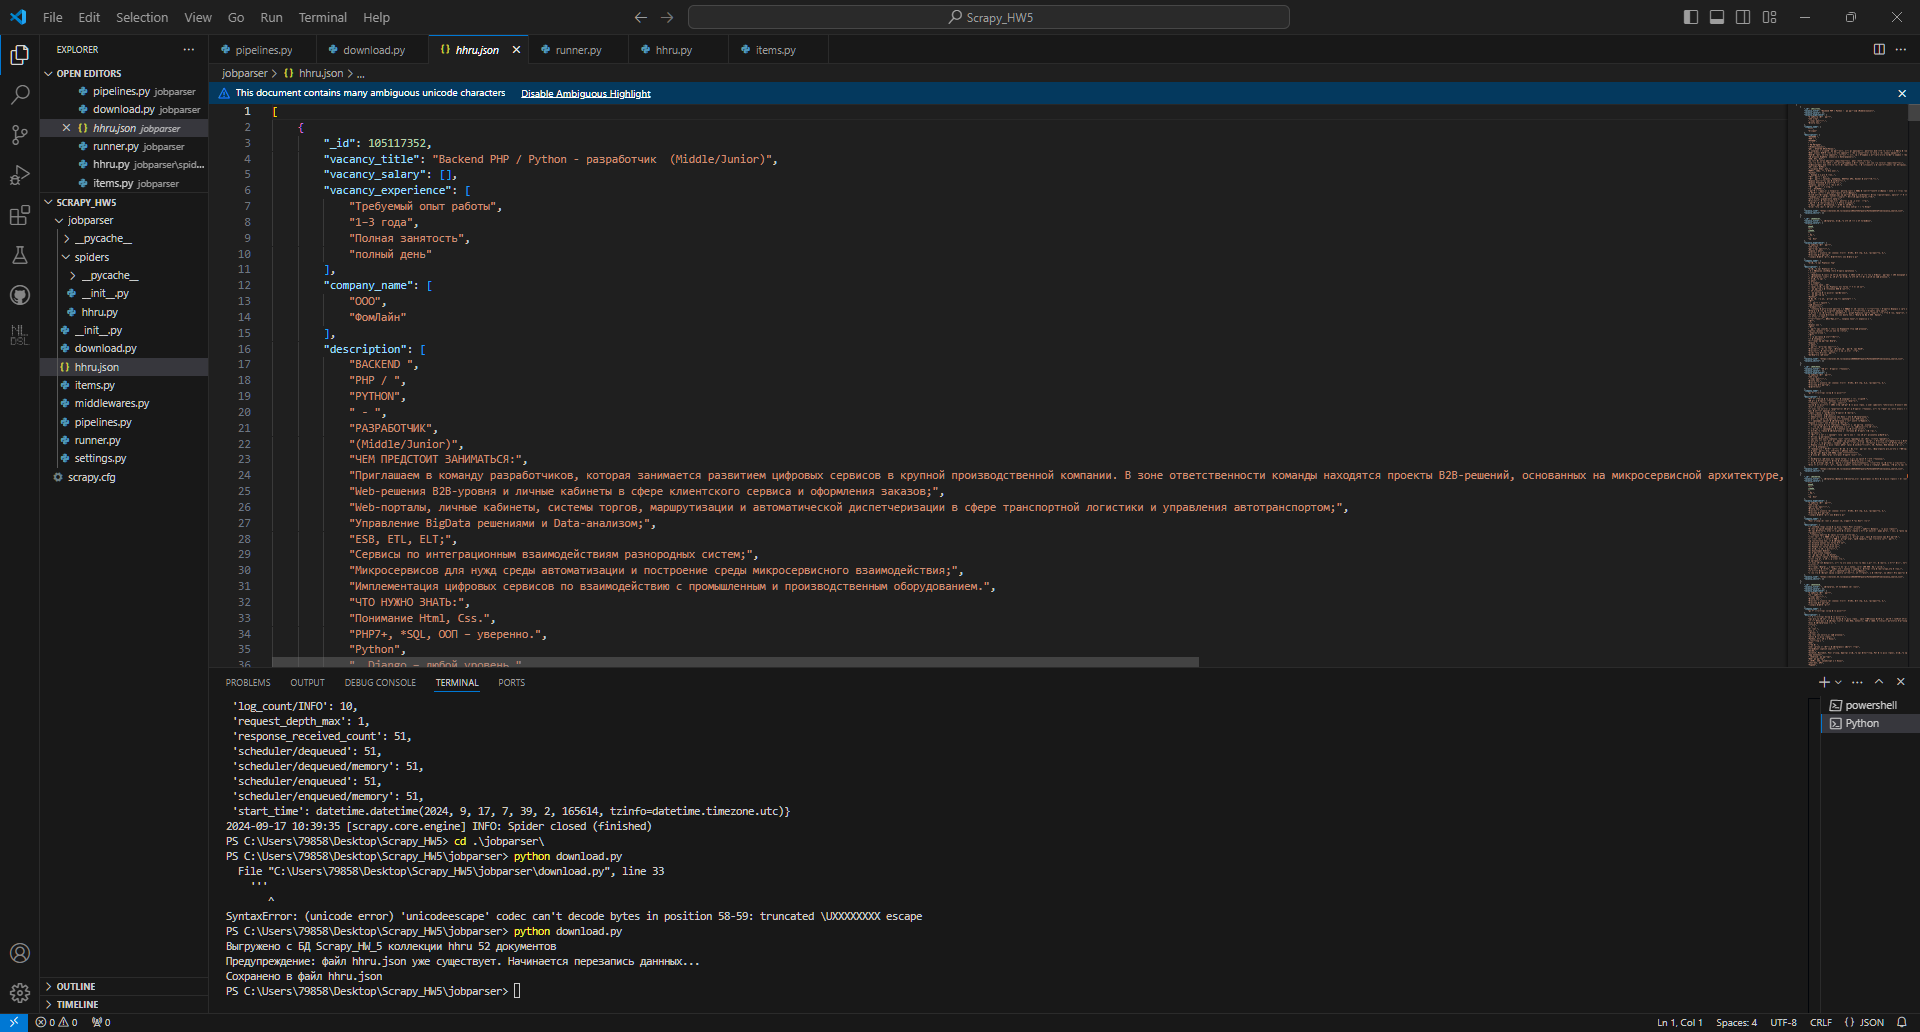 File Edit Selection View Go Run Terminal Help
Scrapy_HW5
EXPLORER
OPEN EDITORS
pipelines.py jobparser
download.py jobparser
hhru.json jobparser
runner.py jobparser
hhru.py jobparser\spid...
items.py jobparser
SCRAPY_HW5
jobparser
__pycache__
spiders
__pycache__
__init__.py
hhru.py
__init__.py
download.py
hhru.json
items.py
middlewares.py
pipelines.py
runner.py
settings.py
scrapy.cfg
OUTLINE
TIMELINE
NL
DSL
pipelines.py download.py hhru.json runner.py hhru.py items.py
jobparser > {} hhru.json > ...
This document contains many ambiguous unicode characters Disable Ambiguous Highlight
1 [
2 {
3 "_id": 105117352,
4 "vacancy_title": "Backend PHP / Python - разработчик  (Middle/Junior)",
5 "vacancy_salary": [],
6 "vacancy_experience": [
7 "Требуемый опыт работы",
8 "1–3 года",
9 "Полная занятость",
10 "полный день"
11 ],
12 "company_name": [
13 "ООО",
14 "ФомЛайн"
15 ],
16 "description": [
17 "BACKEND ",
18 "PHP / ",
19 "PYTHON",
20 " - ",
21 "РАЗРАБОТЧИК",
22 "(Middle/Junior)",
23 "ЧЕМ ПРЕДСТОИТ ЗАНИМАТЬСЯ:",
24 "Приглашаем в команду разработчиков, которая занимается развитием цифровых сервисов в крупной производственной компании. В зоне ответственности команды находятся проекты B2B-решений, основанных на микросервисной архитектуре,
25 "Web-решения B2B-уровня и личные кабинеты в сфере клиентского сервиса и оформления заказов;",
26 "Web-порталы, личные кабинеты, системы торгов, маршрутизации и автоматической диспетчеризации в сфере транспортной логистики и управления автотранспортом;",
27 "Управление BigData решениями и Data-анализом;",
28 "ESB, ETL, ELT;",
29 "Сервисы по интеграционным взаимодействиям разнородных систем;",
30 "Микросервисов для нужд среды автоматизации и построение среды микросервисного взаимодействия;",
31 "Имплементация цифровых сервисов по взаимодействию с промышленным и производственным оборудованием.",
32 "ЧТО НУЖНО ЗНАТЬ:",
33 "Понимание Html, Css.",
34 "PHP7+, *SQL, ООП – уверенно.",
35 "Python",
36 "  Django – любой уровень "
PROBLEMS OUTPUT DEBUG CONSOLE TERMINAL PORTS
'log_count/INFO': 10,
'request_depth_max': 1,
'response_received_count': 51,
'scheduler/dequeued': 51,
'scheduler/dequeued/memory': 51,
'scheduler/enqueued': 51,
'scheduler/enqueued/memory': 51,
'start_time': datetime.datetime(2024, 9, 17, 7, 39, 2, 165614, tzinfo=datetime.timezone.utc)}
2024-09-17 10:39:35 [scrapy.core.engine] INFO: Spider closed (finished)
PS C:\Users\79858\Desktop\Scrapy_HW5> cd .\jobparser\
PS C:\Users\79858\Desktop\Scrapy_HW5\jobparser> python download.py
File "C:\Users\79858\Desktop\Scrapy_HW5\jobparser\download.py", line 33
'''
^
SyntaxError: (unicode error) 'unicodeescape' codec can't decode bytes in position 58-59: truncated \UXXXXXXXX escape
PS C:\Users\79858\Desktop\Scrapy_HW5\jobparser> python download.py
Выгружено с БД Scrapy_HW_5 коллекции hhru 52 документов
Предупреждение: файл hhru.json уже существует. Начинается перезапись даннных...
Сохранено в файл hhru.json
PS C:\Users\79858\Desktop\Scrapy_HW5\jobparser>
powershell
Python
0 0 0
Ln 1, Col 1 Spaces: 4 UTF-8 CRLF {} JSON